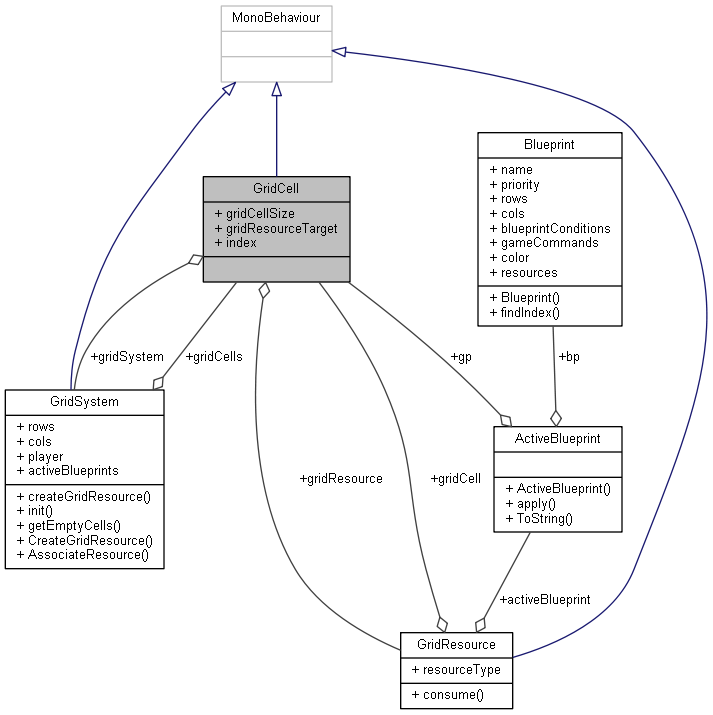 MonoBehaviour
Blueprint
+ name
+ priority
+ rows
+ cols
+ blueprintConditions
+ gameCommands
+ color
+ resources
+ Blueprint()
+ findIndex()
GridCell
+ gridCellSize
+ gridResourceTarget
+ index
+gridSystem
+gridCells
+gp
+bp
GridSystem
+ rows
+ cols
+ player
+ activeBlueprints
+ createGridResource()
+ init()
+ getEmptyCells()
+ CreateGridResource()
+ AssociateResource()
ActiveBlueprint
+ ActiveBlueprint()
+ apply()
+ ToString()
+gridResource
+gridCell
+activeBlueprint
GridResource
+ resourceType
+ consume()